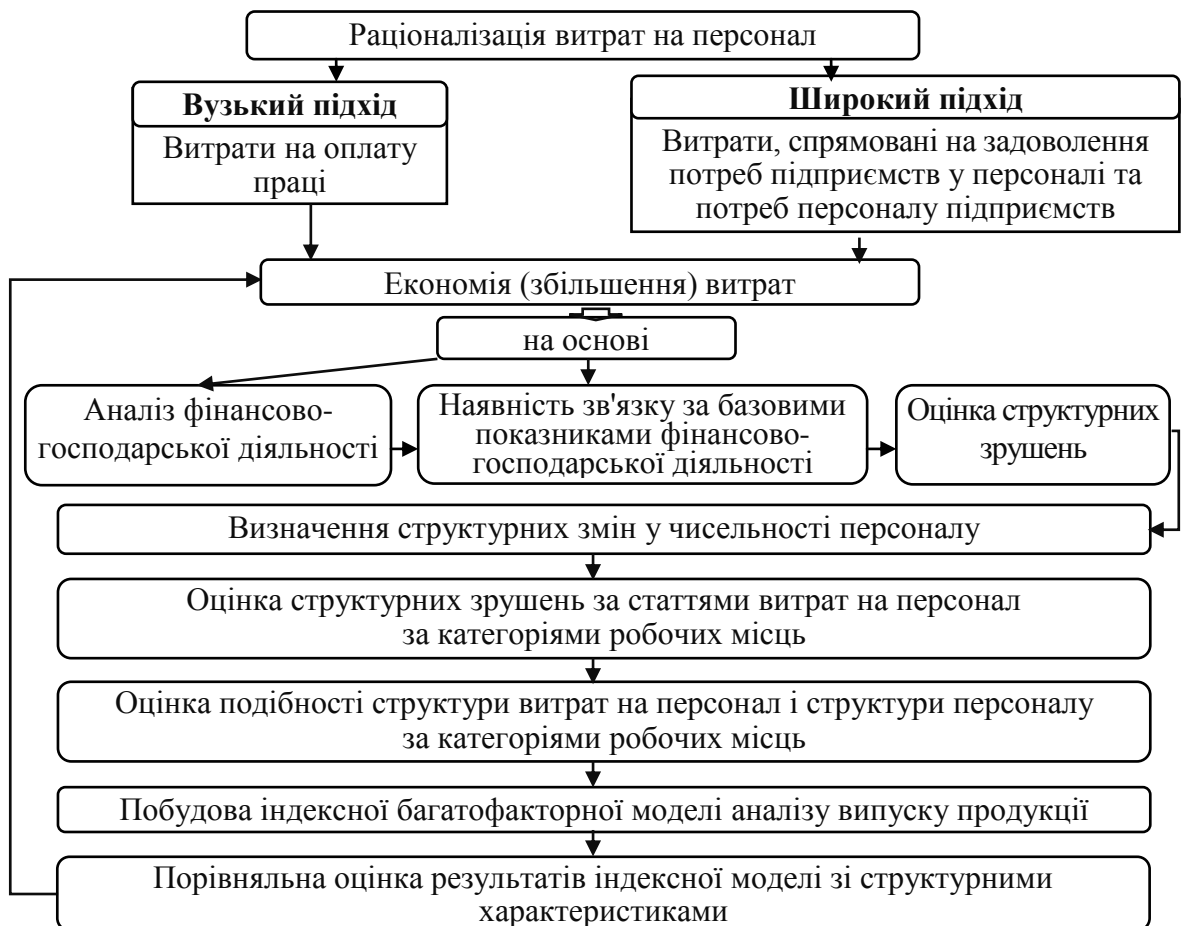 Раціоналізація витрат на персонал
Вузький підхід
Витрати на оплату
праці
Широкий підхід
Витрати, спрямовані на задоволення
потреб підприємств у персоналі та
потреб персоналу підприємств
Економія (збільшення) витрат
на основі
Аналіз фінансово-
господарської діяльності
Наявність зв'язку за базовими
показниками фінансово-
господарської діяльності
Оцінка структурних
зрушень
Визначення структурних змін у чисельності персоналу
Оцінка структурних зрушень за статтями витрат на персонал
за категоріями робочих місць
Оцінка подібності структури витрат на персонал і структури персоналу
за категоріями робочих місць
Побудова індексної багатофакторної моделі аналізу випуску продукції
Порівняльна оцінка результатів індексної моделі зі структурними
характеристиками